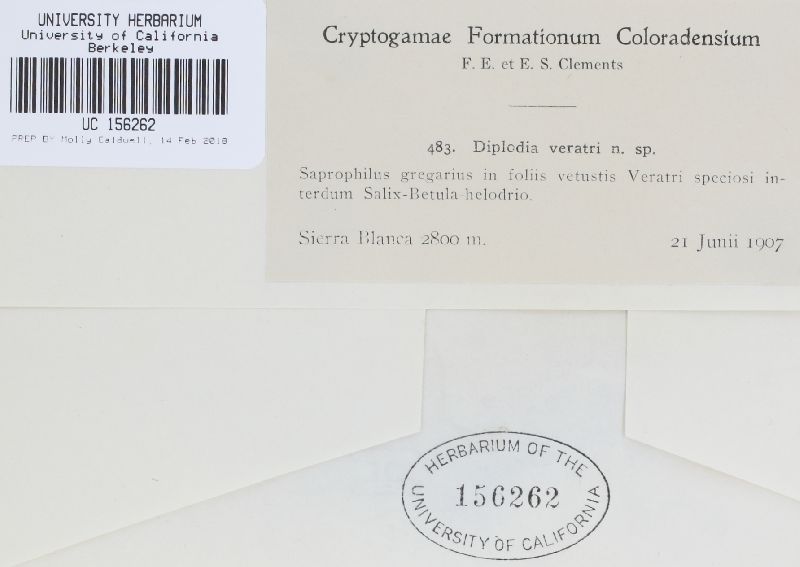 UNIVERSITY HERBARIUM
University of California
Berkeley
UC 156262
PREP BY Molly Caldwell, 14 Feb 2018
Cryptogamae Formationum Coloradensium
F. E. et E. S. Clements
483. Diplodia veratri n. sp.
Saprophilus gregarius in foliis vetustis Veratri speciosi in-
terdum Salix-Betula-helodrio.
Sierra Blanca 2800 m. 21 Junii 1907
HERBARIUM OF THE
156262
UNIVERSITY OF CALIFORNIA